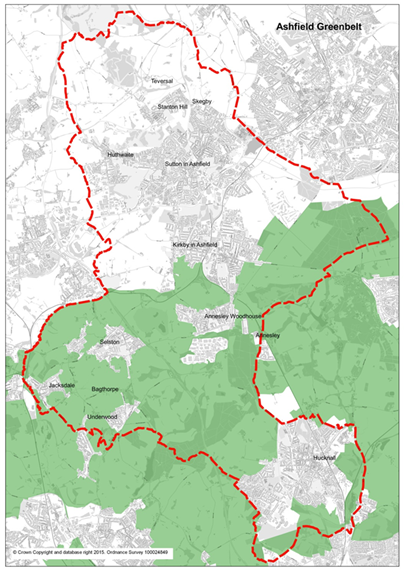 Ashfield Greenbelt
Teversal
Skegby
Stanton Hill
Huthwaite
Sutton in Ashfield
Kirkby in Ashfield
Annesley Woodhouse
Annesley
Selston
Jacksdale
Bagthorpe
Underwood
Hucknall
© Crown Copyright and database right 2015. Ordnance Survey 100024849